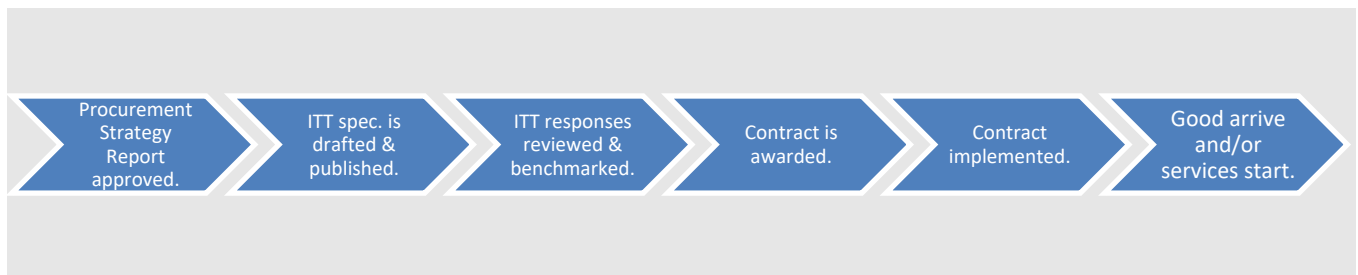 Procurement
Strategy
Report
approved.
ITT spec. is
drafted &
published.
ITT responses
reviewed &
benchmarked.
Contract is
awarded.
Contract
implemented.
Good arrive
and/or
services start.